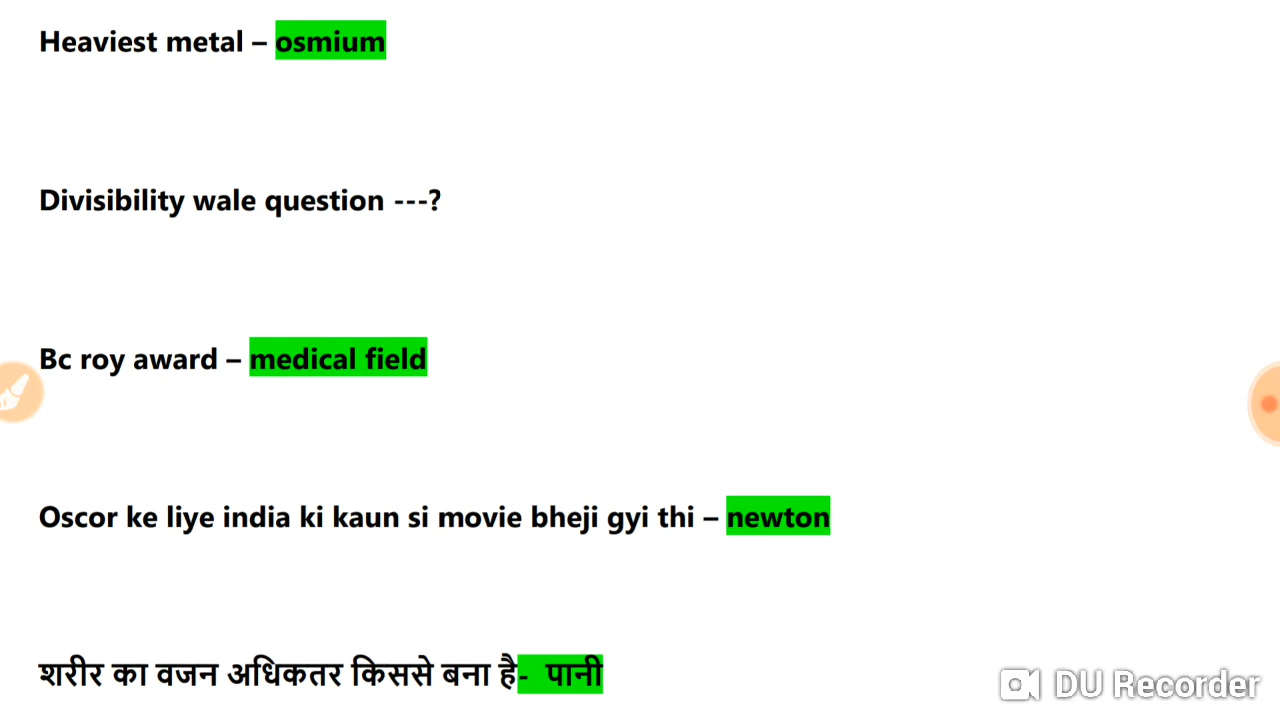 Heaviest metal – osmium
Divisibility wale question ---?
Bc roy award – medical field
Oscor ke liye india ki kaun si movie bheji gyi thi – newton
शरीर का वजन अधिकतर किससे बना है- पानी
DU Recorder